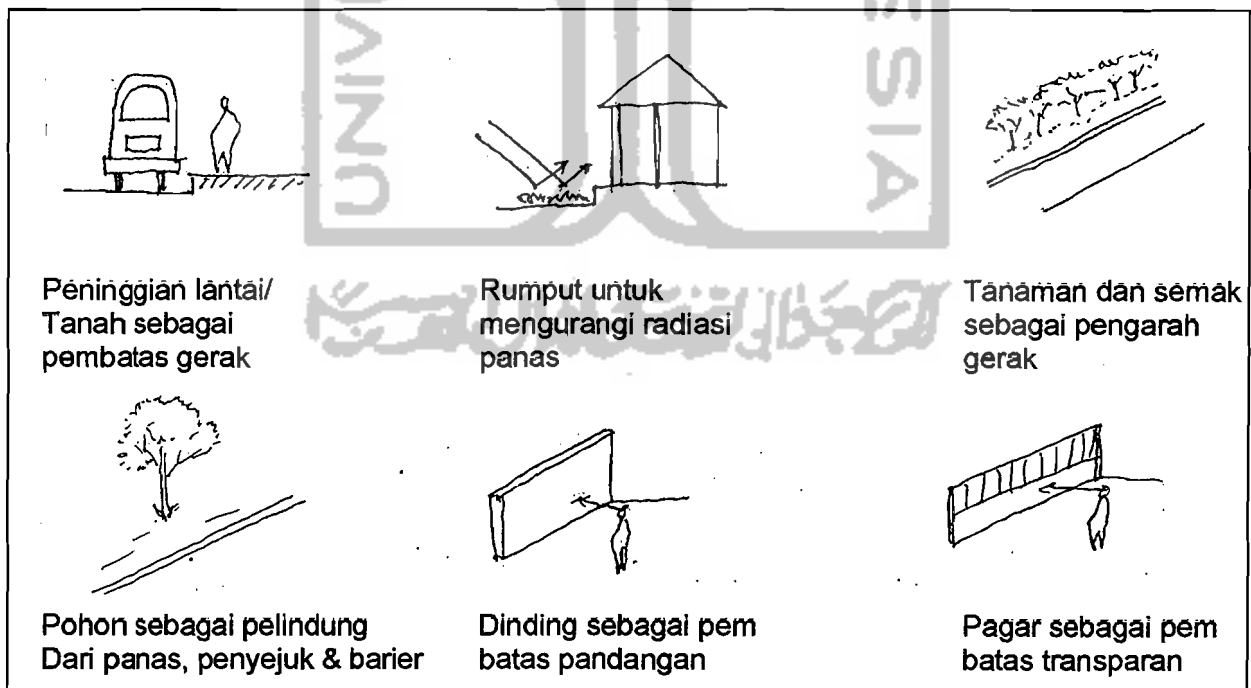 Peninggian lantai/
Tanah sebagai
pembatas gerak
Rumput untuk
mengurangi radiasi
panas
Tanaman dan semak
sebagai pengarah
gerak
Pohon sebagai pelindung
Dari panas, penyejuk & barier
Dinding sebagai pem
batas pandangan
Pagar sebagai pem
batas transparan